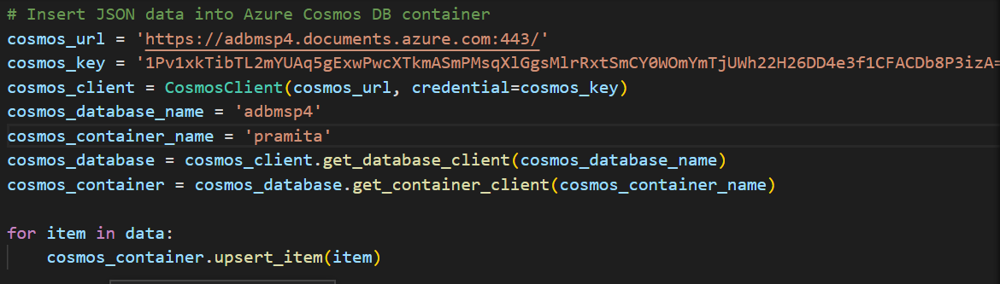 # Insert JSON data into Azure Cosmos DB container
cosmos_url = 'https://adbmsp4.documents.azure.com:443/'
cosmos_key = '1Pv1xkTibTL2mYUAq5gExwPwcXTkmASmPMsqXlGgsMlrRxtSmCY0WOmYmTjUWh22H26DD4e3f1CFACDb8P3izA=
cosmos_client = CosmosClient(cosmos_url, credential=cosmos_key)
cosmos_database_name = 'adbmsp4'
cosmos_container_name = 'pramita'
cosmos_database = cosmos_client.get_database_client(cosmos_database_name)
cosmos_container = cosmos_database.get_container_client(cosmos_container_name)
for item in data:
cosmos_container.upsert_item(item)